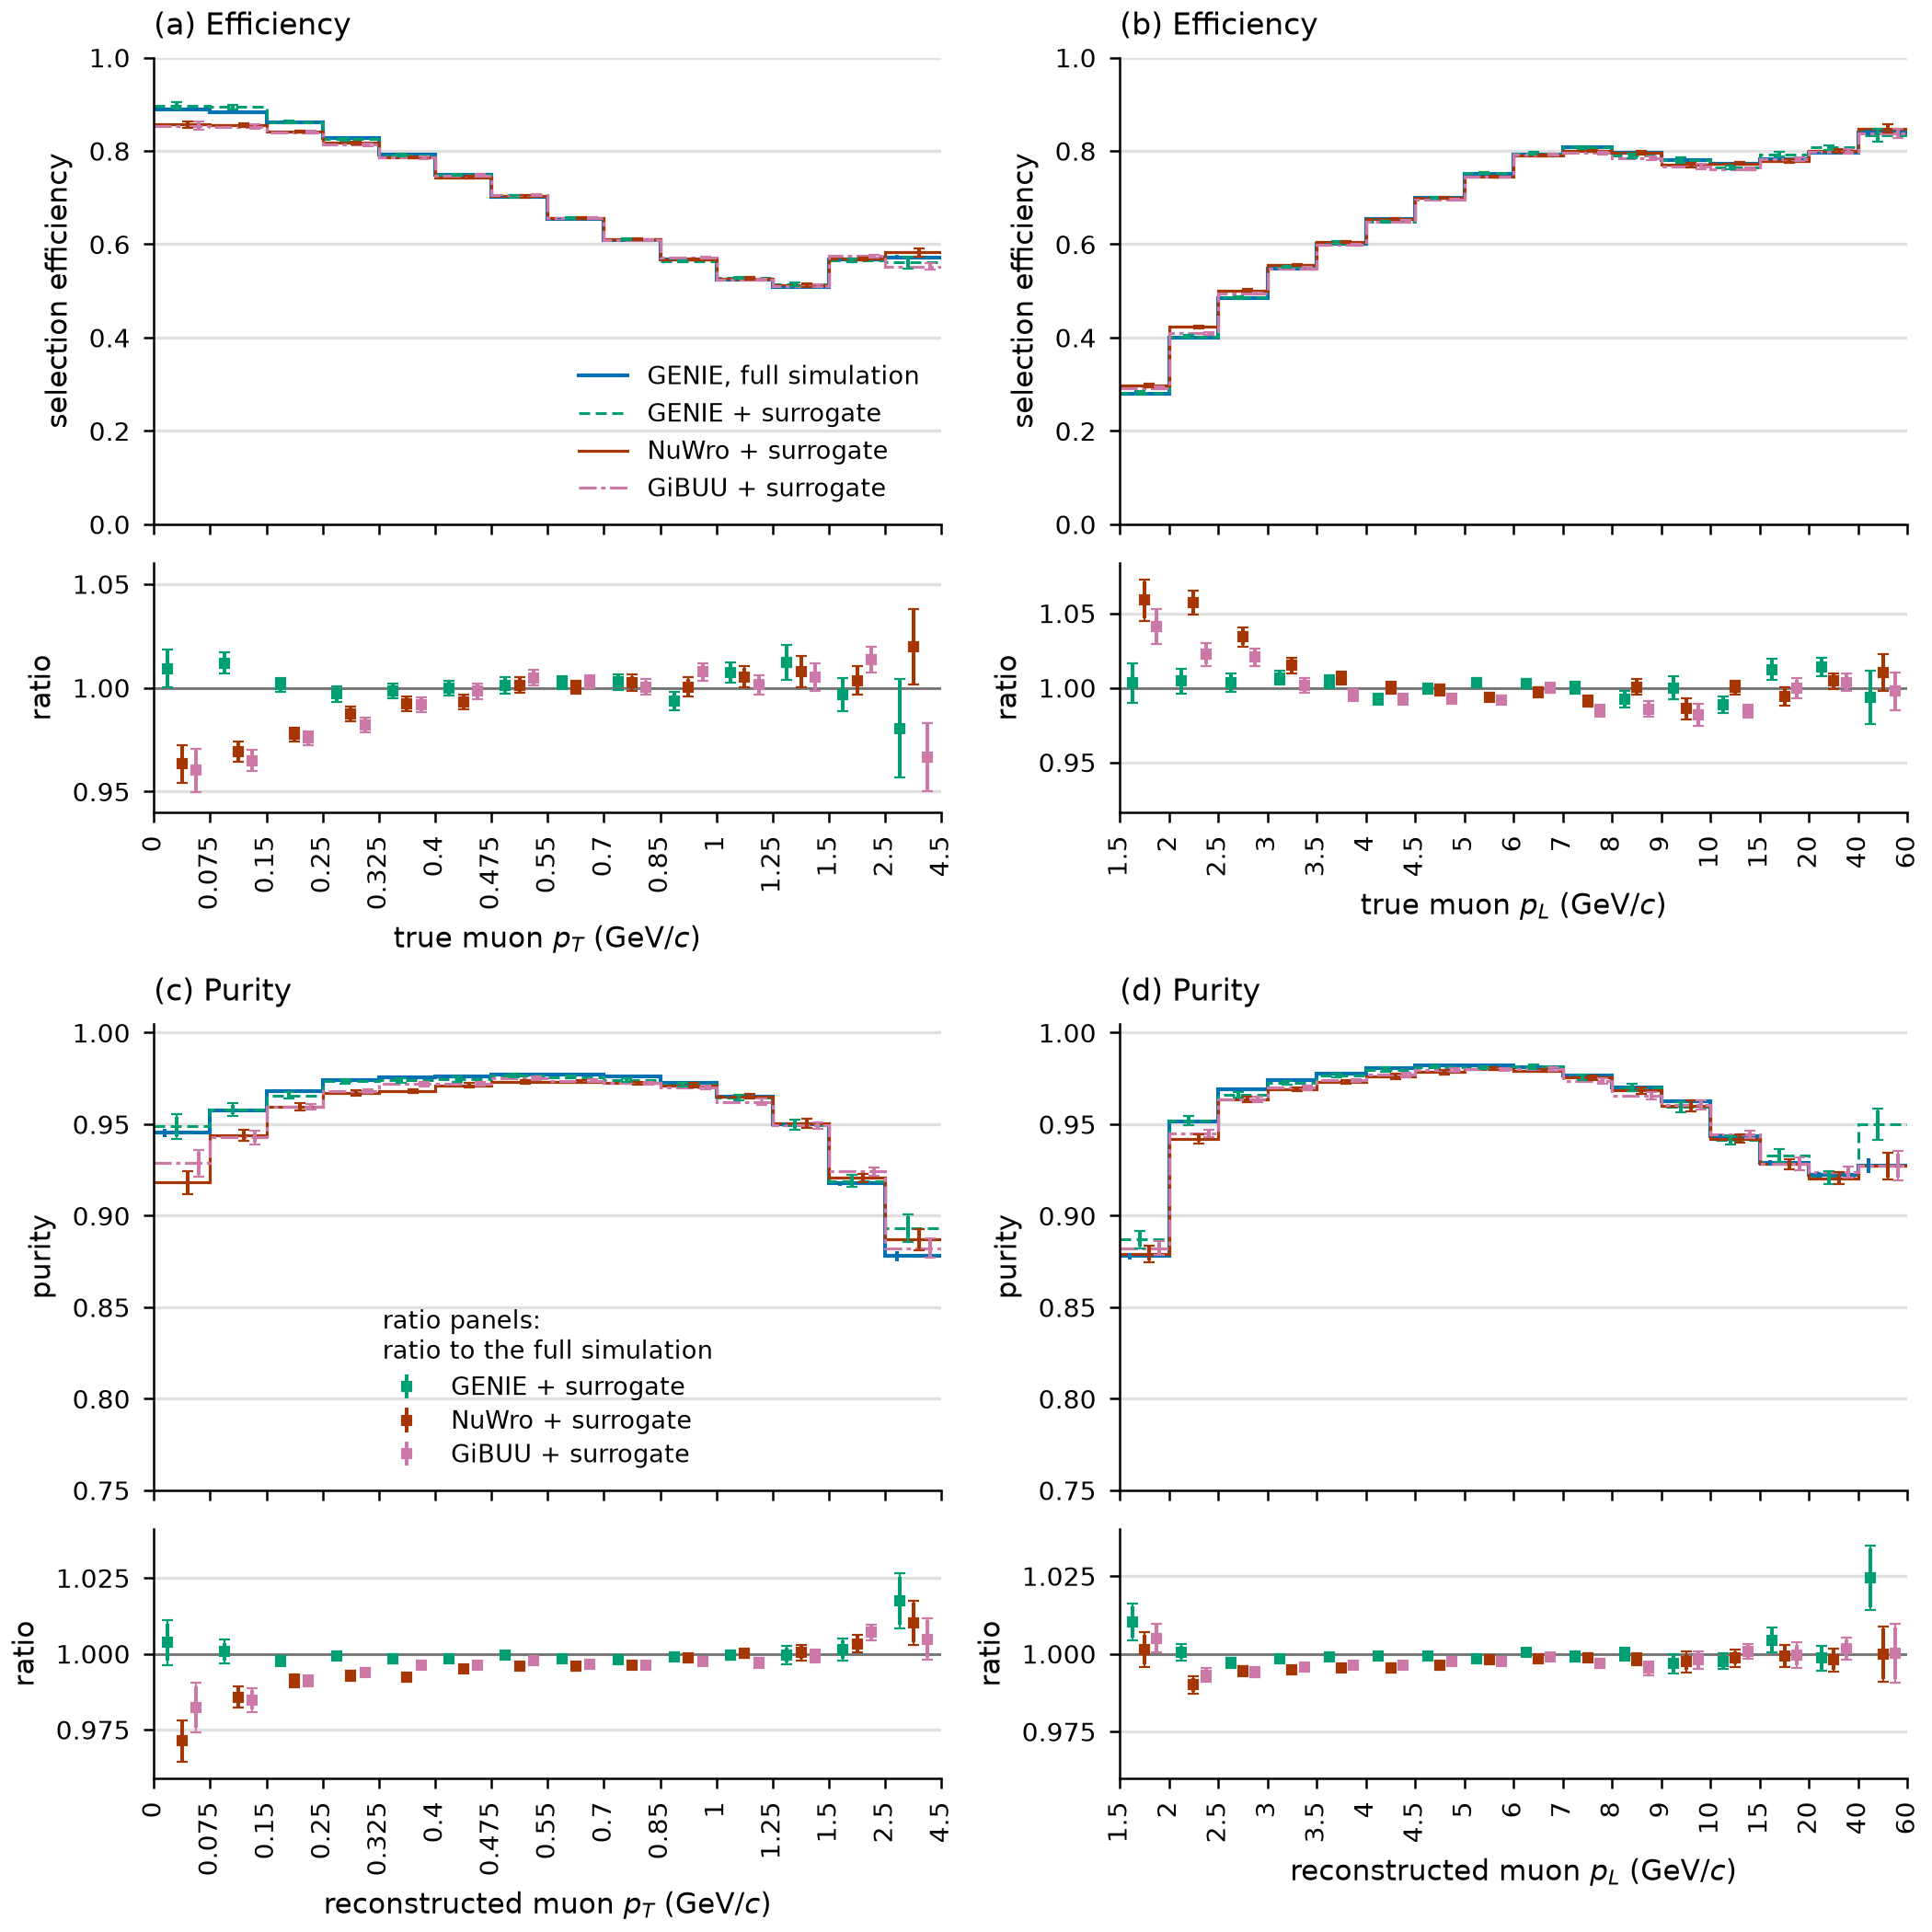 (a) Efficiency
1.0
0.8
0.6
0.4
0.2
0.0
selection efficiency
GENIE, full simulation
GENIE + surrogate
NuWro + surrogate
GiBUU + surrogate
1.05
1.00
0.95
ratio
0 0.075 0.15 0.25 0.325 0.4 0.475 0.55 0.7 0.85 1 1.25 1.5 2.5 4.5
true muon p_T (GeV/c)
(b) Efficiency
1.0
0.8
0.6
0.4
0.2
0.0
selection efficiency
1.05
1.00
0.95
ratio
1.5 2 2.5 3 3.5 4 4.5 5 6 7 8 9 10 15 20 40 60
true muon p_L (GeV/c)
(c) Purity
1.00
0.95
0.90
0.85
0.80
0.75
purity
ratio panels:
ratio to the full simulation
GENIE + surrogate
NuWro + surrogate
GiBUU + surrogate
1.025
1.000
0.975
ratio
0 0.075 0.15 0.25 0.325 0.4 0.475 0.55 0.7 0.85 1 1.25 1.5 2.5 4.5
reconstructed muon p_T (GeV/c)
(d) Purity
1.00
0.95
0.90
0.85
0.80
0.75
purity
1.025
1.000
0.975
ratio
1.5 2 2.5 3 3.5 4 4.5 5 6 7 8 9 10 15 20 40 60
reconstructed muon p_L (GeV/c)